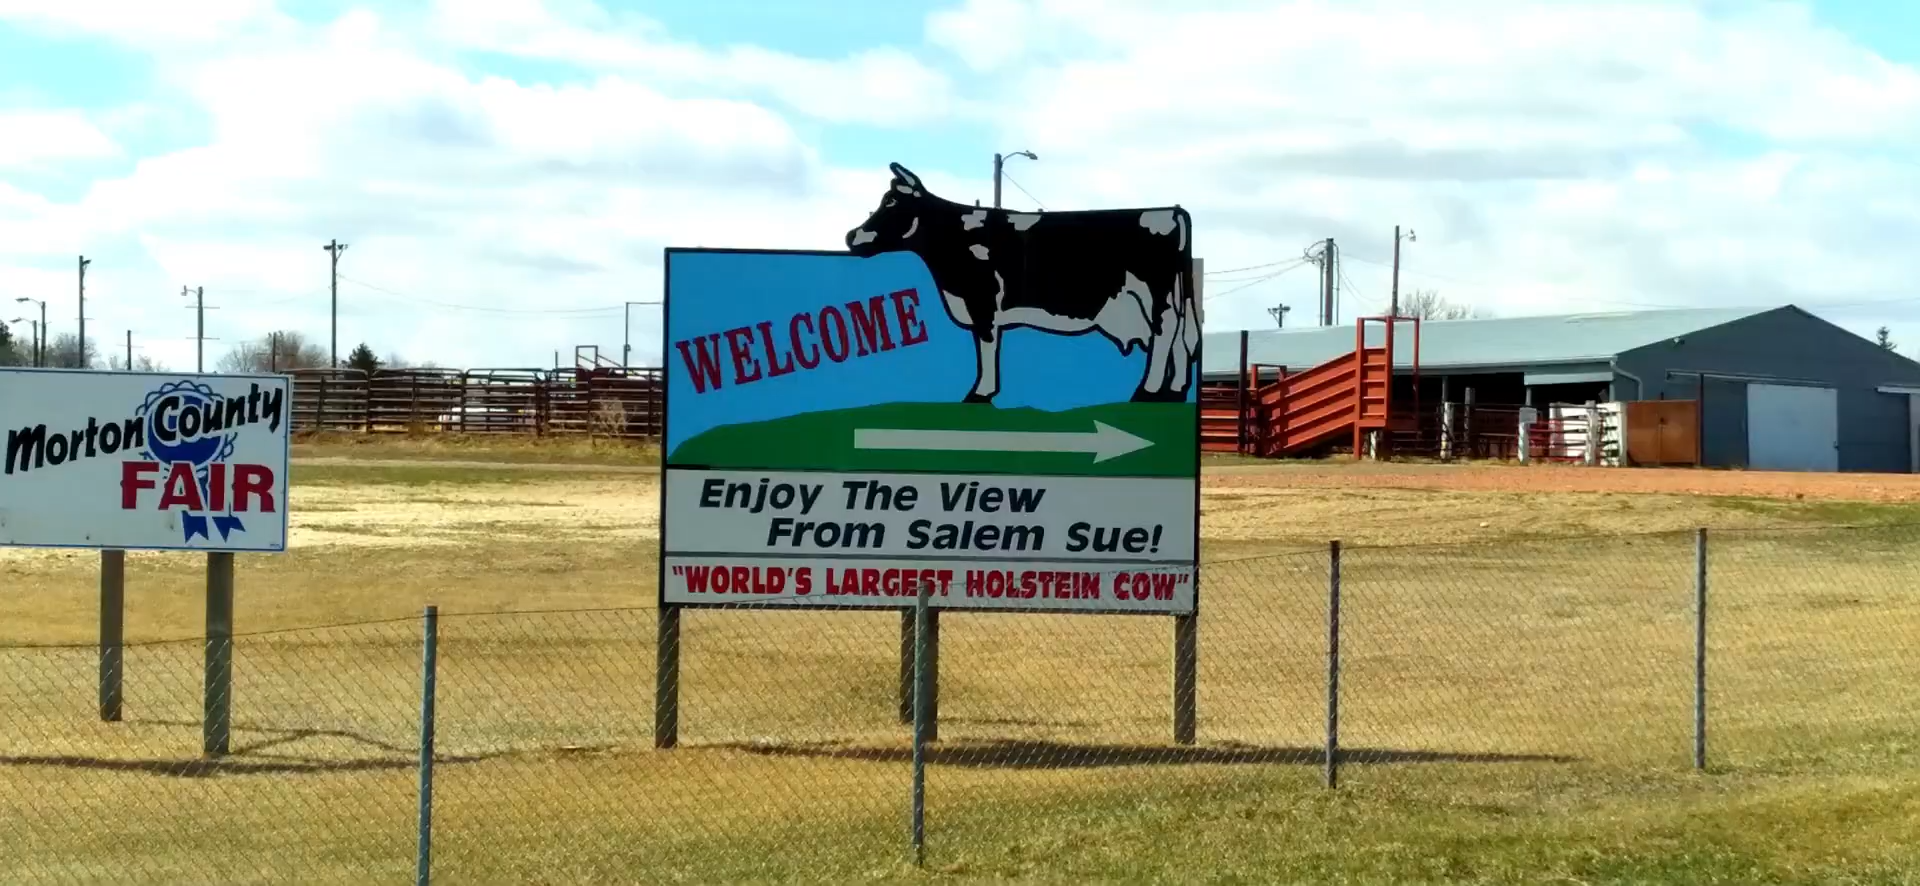 Morton County
FAIR
WELCOME
Enjoy The View
From Salem Sue!
"WORLD'S LARGEST HOLSTEIN COW"